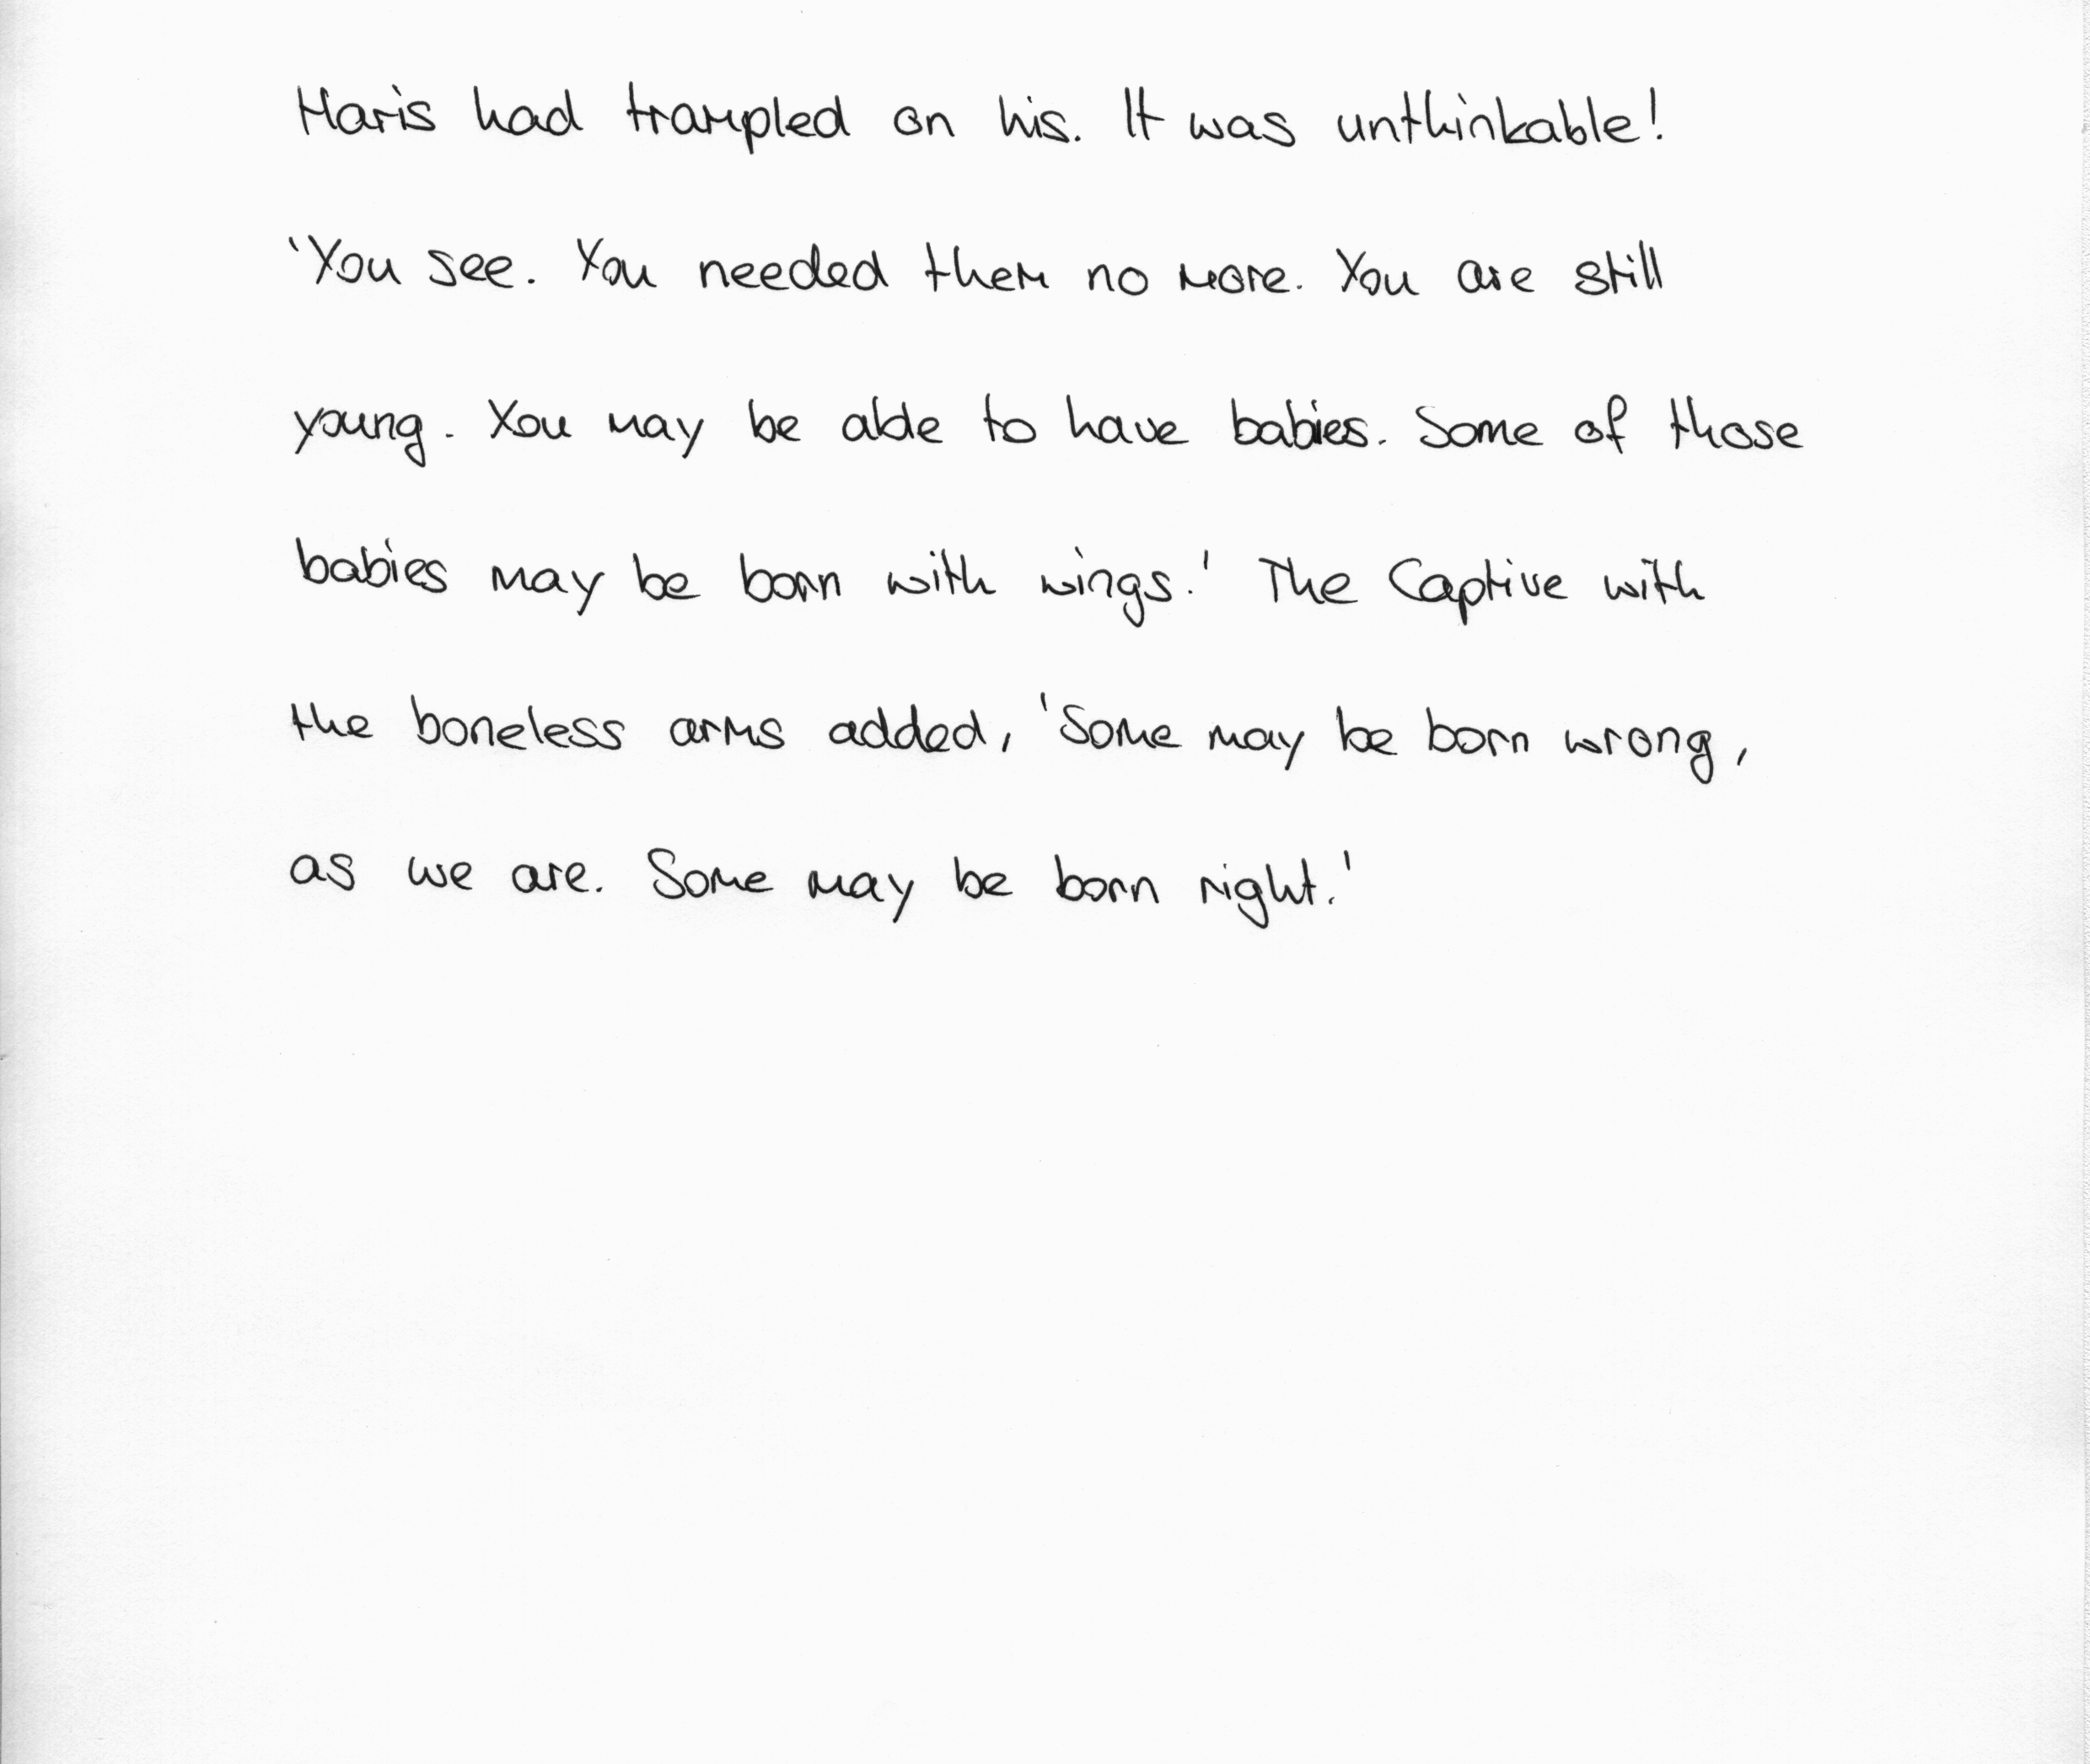 Haris had trampled on his. It was unthinkable!
'You see. You needed them no more. You are still
young. You may be able to have babies. Some of those
babies may be born with wings.' The Captive with
the boneless arms added, 'Some may be born wrong,
as we are. Some may be born right.'